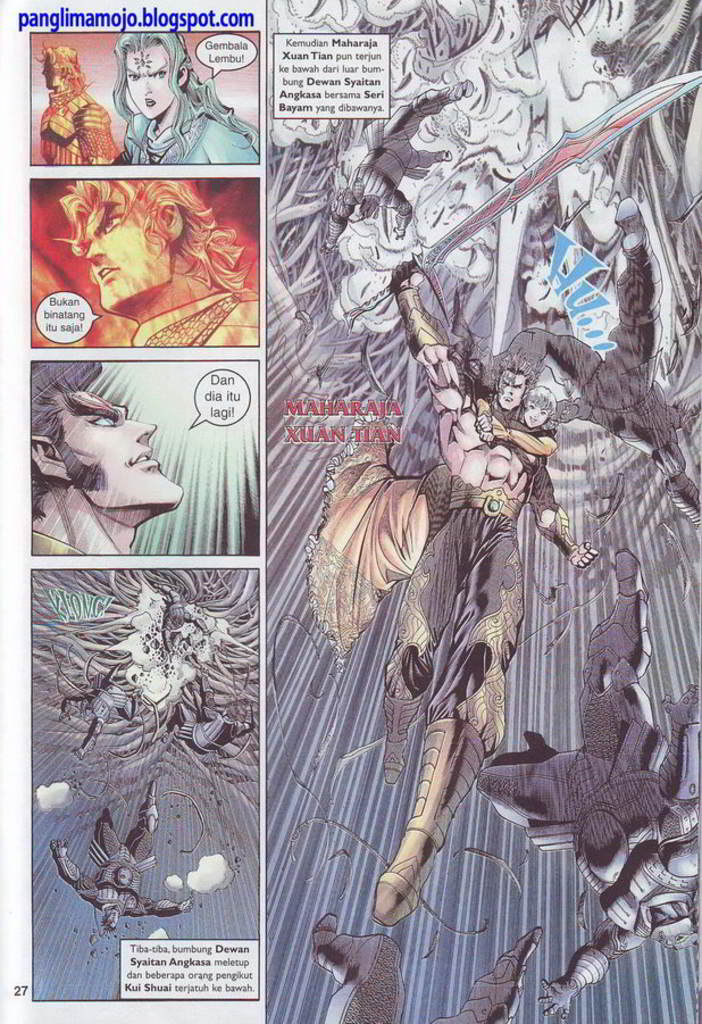 panglimamojo.blogspot.com
Gembala
Lembu!
Bukan
binatang
itu saja!
Dan
dia itu
lagi!
Tiba-tiba, bumbung Dewan
Syaitan Angkasa meletup
dan beberapa orang pengikut
Kui Shuai terjatuh ke bawah.
27
Kemudian Maharaja
Xuan Tian pun terjun
ke bawah dari luar bum-
bung Dewan Syaitan
Angkasa bersama Seri
Bayam yang dibawanya.
MAHARAJA
XUAN TIAN